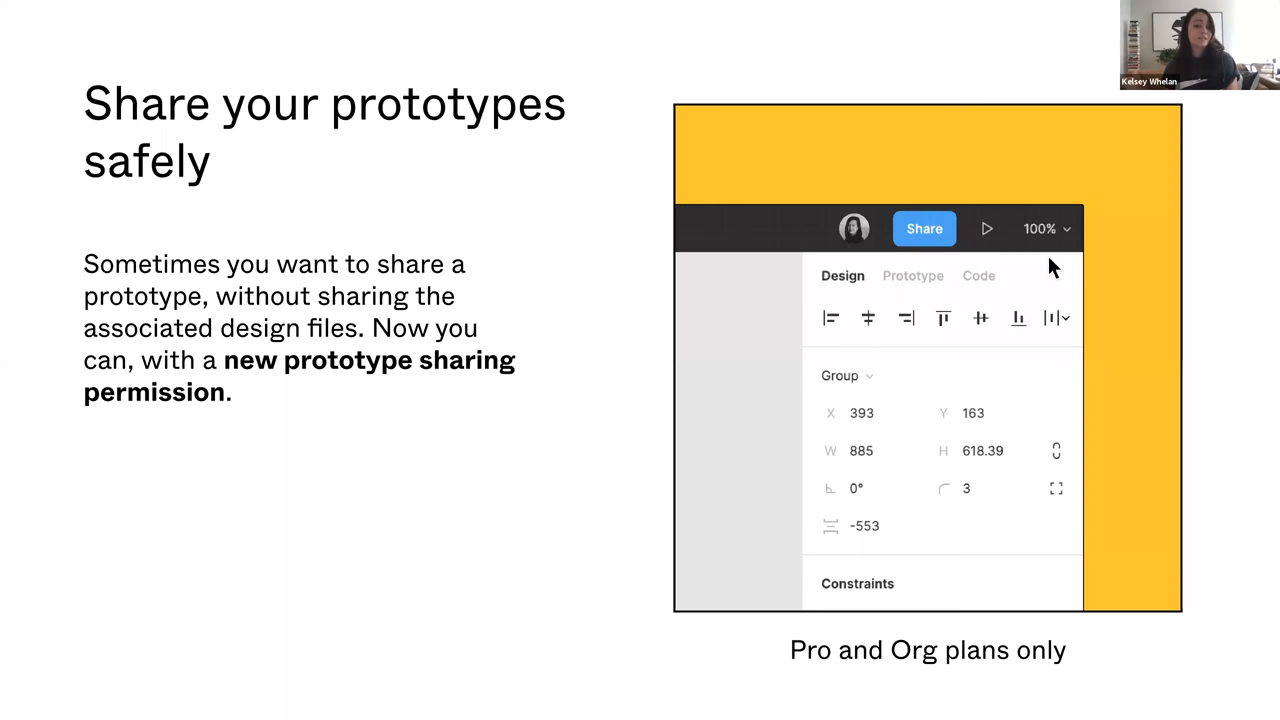 Share your prototypes
safely
Sometimes you want to share a
prototype, without sharing the
associated design files. Now you
can, with a new prototype sharing
permission.
Kelsey Whelan
Share
100%
Design Prototype Code
Group
X 393 Y 163
W 885 H 618.39
0° 3
-553
Constraints
Pro and Org plans only